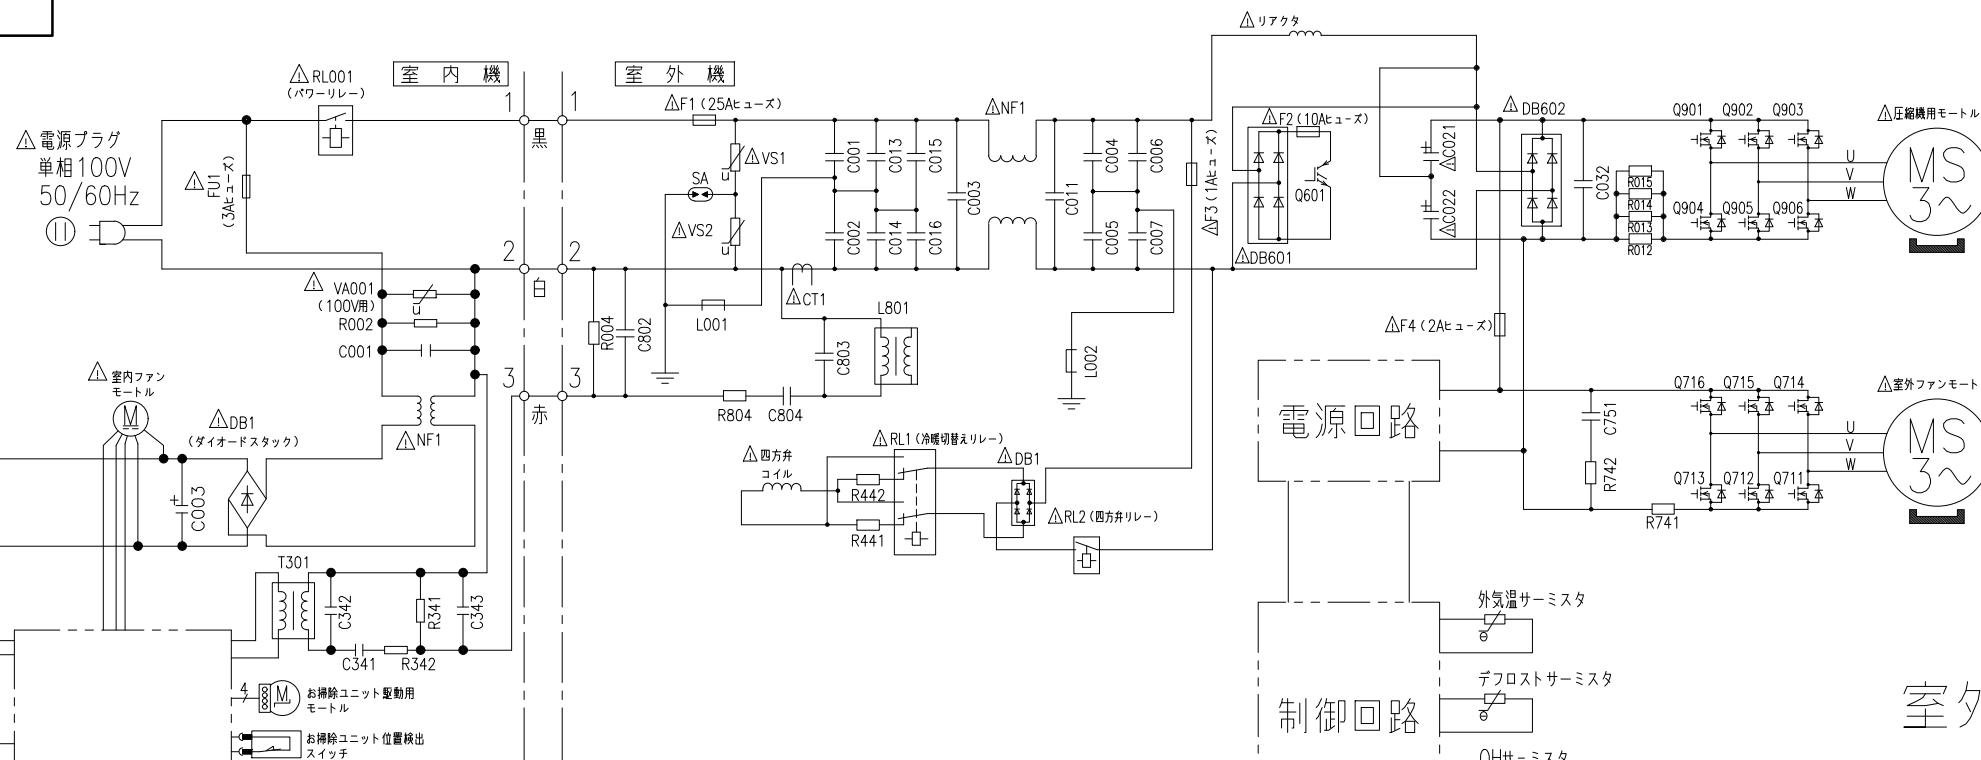 リアクタ
RL001
(パワーリレー)
室 内 機
室 外 機
1
1
F1 (25Aヒューズ)
NF1
F2 (10Aヒューズ)
DB602
Q901 Q902 Q903
圧縮機用モートル
電源プラグ
単相100V
50/60Hz
FU1
(3Aヒューズ)
黒
VS1
SA
VS2
u
u
C001
C013
C015
C003
C002
C014
C016
C011
C004
C006
C005
C007
F3 (1Aヒューズ)
Q601
DB601
+
C021
+
C022
C032
R015
R014
R013
R012
Q904 Q905 Q906
U
V
W
MS
3～
2
2
白
VA001
(100V用)
u
R002
C001
CT1
L001
R004
C802
C803
L801
L002
F4 (2Aヒューズ)
3
3
赤
R804 C804
室内ファン
モートル
M
DB1
(ダイオードスタック)
NF1
+
C003
四方弁
コイル
RL1 (冷暖切替えリレー)
R442
R441
DB1
RL2 (四方弁リレー)
電源回路
Q716 Q715 Q714
室外ファンモート
C751
R742
Q713 Q712 Q711
R741
U
V
W
MS
3～
T301
C342
R341
C343
C341 R342
4
M
お掃除ユニット駆動用
モートル
お掃除ユニット位置検出
スイッチ
制御回路
外気温サーミスタ
θ
デフロストサーミスタ
θ
OHサーミスタ
室